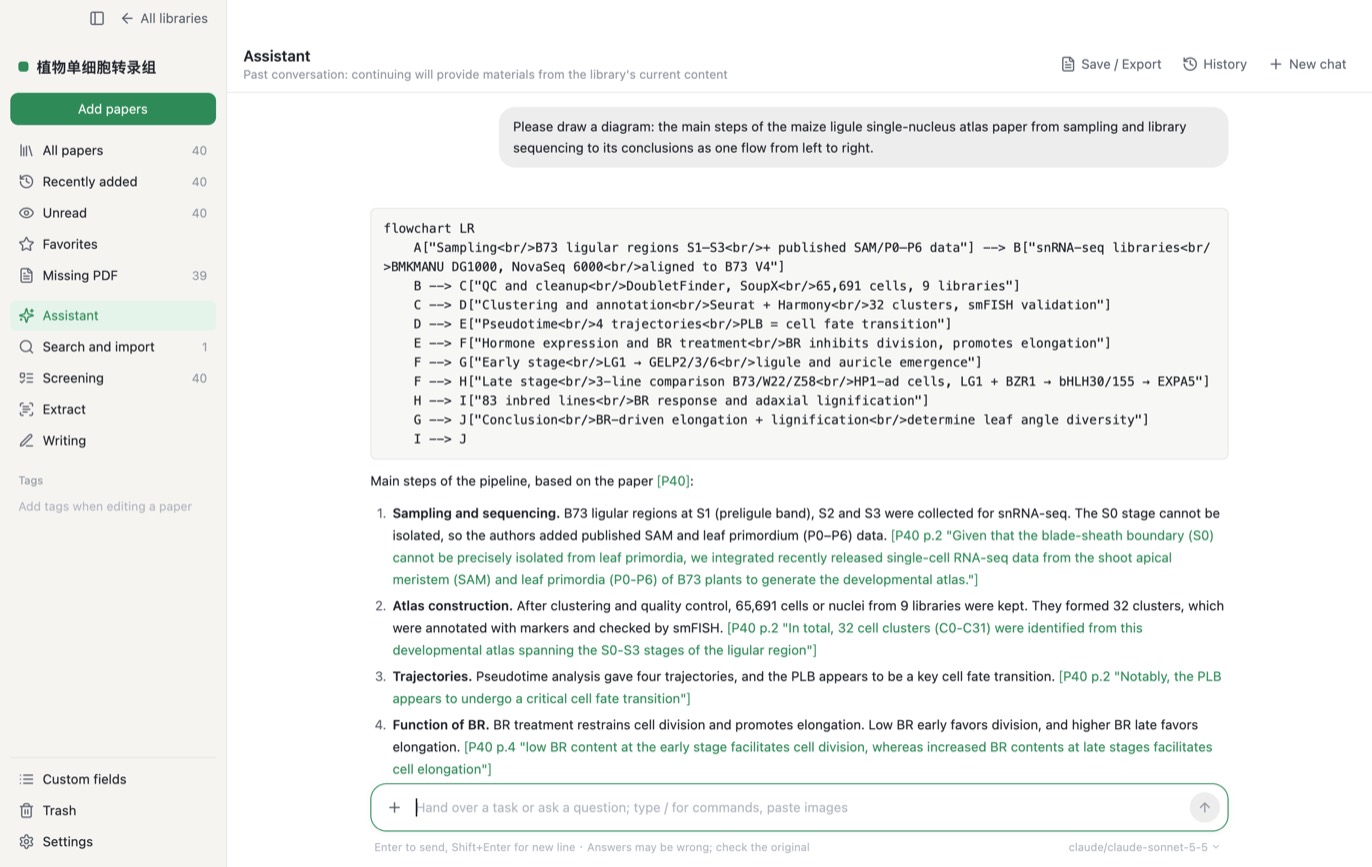 All libraries
植物单细胞转录组
Add papers
All papers 40
Recently added 40
Unread 40
Favorites
Missing PDF 39
Assistant
Search and import 1
Screening 40
Extract
Writing
Tags
Add tags when editing a paper
Custom fields
Trash
Settings
Assistant
Past conversation: continuing will provide materials from the library's current content
Save / Export
History
New chat
Please draw a diagram: the main steps of the maize ligule single-nucleus atlas paper from sampling and library
sequencing to its conclusions as one flow from left to right.
flowchart LR
A["Sampling<br/>B73 ligular regions S1–S3<br/>+ published SAM/P0–P6 data"] --> B["snRNA-seq libraries<br/
>BMKMANU DG1000, NovaSeq 6000<br/>aligned to B73 V4"]
B --> C["QC and cleanup<br/>DoubletFinder, SoupX<br/>65,691 cells, 9 libraries"]
C --> D["Clustering and annotation<br/>Seurat + Harmony<br/>32 clusters, smFISH validation"]
D --> E["Pseudotime<br/>4 trajectories<br/>PLB = cell fate transition"]
E --> F["Hormone expression and BR treatment<br/>BR inhibits division, promotes elongation"]
F --> G["Early stage<br/>LG1 → GELP2/3/6<br/>ligule and auricle emergence"]
F --> H["Late stage<br/>3-line comparison B73/W22/Z58<br/>HP1-ad cells, LG1 + BZR1 → bHLH30/155 → EXPA5"]
H --> I["83 inbred lines<br/>BR response and adaxial lignification"]
G --> J["Conclusion<br/>BR-driven elongation + lignification<br/>determine leaf angle diversity"]
I --> J
Main steps of the pipeline, based on the paper [P40]:
1. Sampling and sequencing. B73 ligular regions at S1 (preligule band), S2 and S3 were collected for snRNA-seq. The S0 stage cannot be
isolated, so the authors added published SAM and leaf primordium (P0–P6) data. [P40 p.2 "Given that the blade-sheath boundary (S0)
cannot be precisely isolated from leaf primordia, we integrated recently released single-cell RNA-seq data from the shoot apical
meristem (SAM) and leaf primordia (P0-P6) of B73 plants to generate the developmental atlas."]
2. Atlas construction. After clustering and quality control, 65,691 cells or nuclei from 9 libraries were kept. They formed 32 clusters, which
were annotated with markers and checked by smFISH. [P40 p.2 "In total, 32 cell clusters (C0-C31) were identified from this
developmental atlas spanning the S0-S3 stages of the ligular region"]
3. Trajectories. Pseudotime analysis gave four trajectories, and the PLB appears to be a key cell fate transition. [P40 p.2 "Notably, the PLB
appears to undergo a critical cell fate transition"]
4. Function of BR. BR treatment restrains cell division and promotes elongation. Low BR early favors division, and higher BR late favors
elongation. [P40 p.4 "low BR content at the early stage facilitates cell division, whereas increased BR contents at late stages facilitates
cell elongation"]
Hand over a task or ask a question; type / for commands, paste images
Enter to send, Shift+Enter for new line · Answers may be wrong; check the original
claude/claude-sonnet-5-5